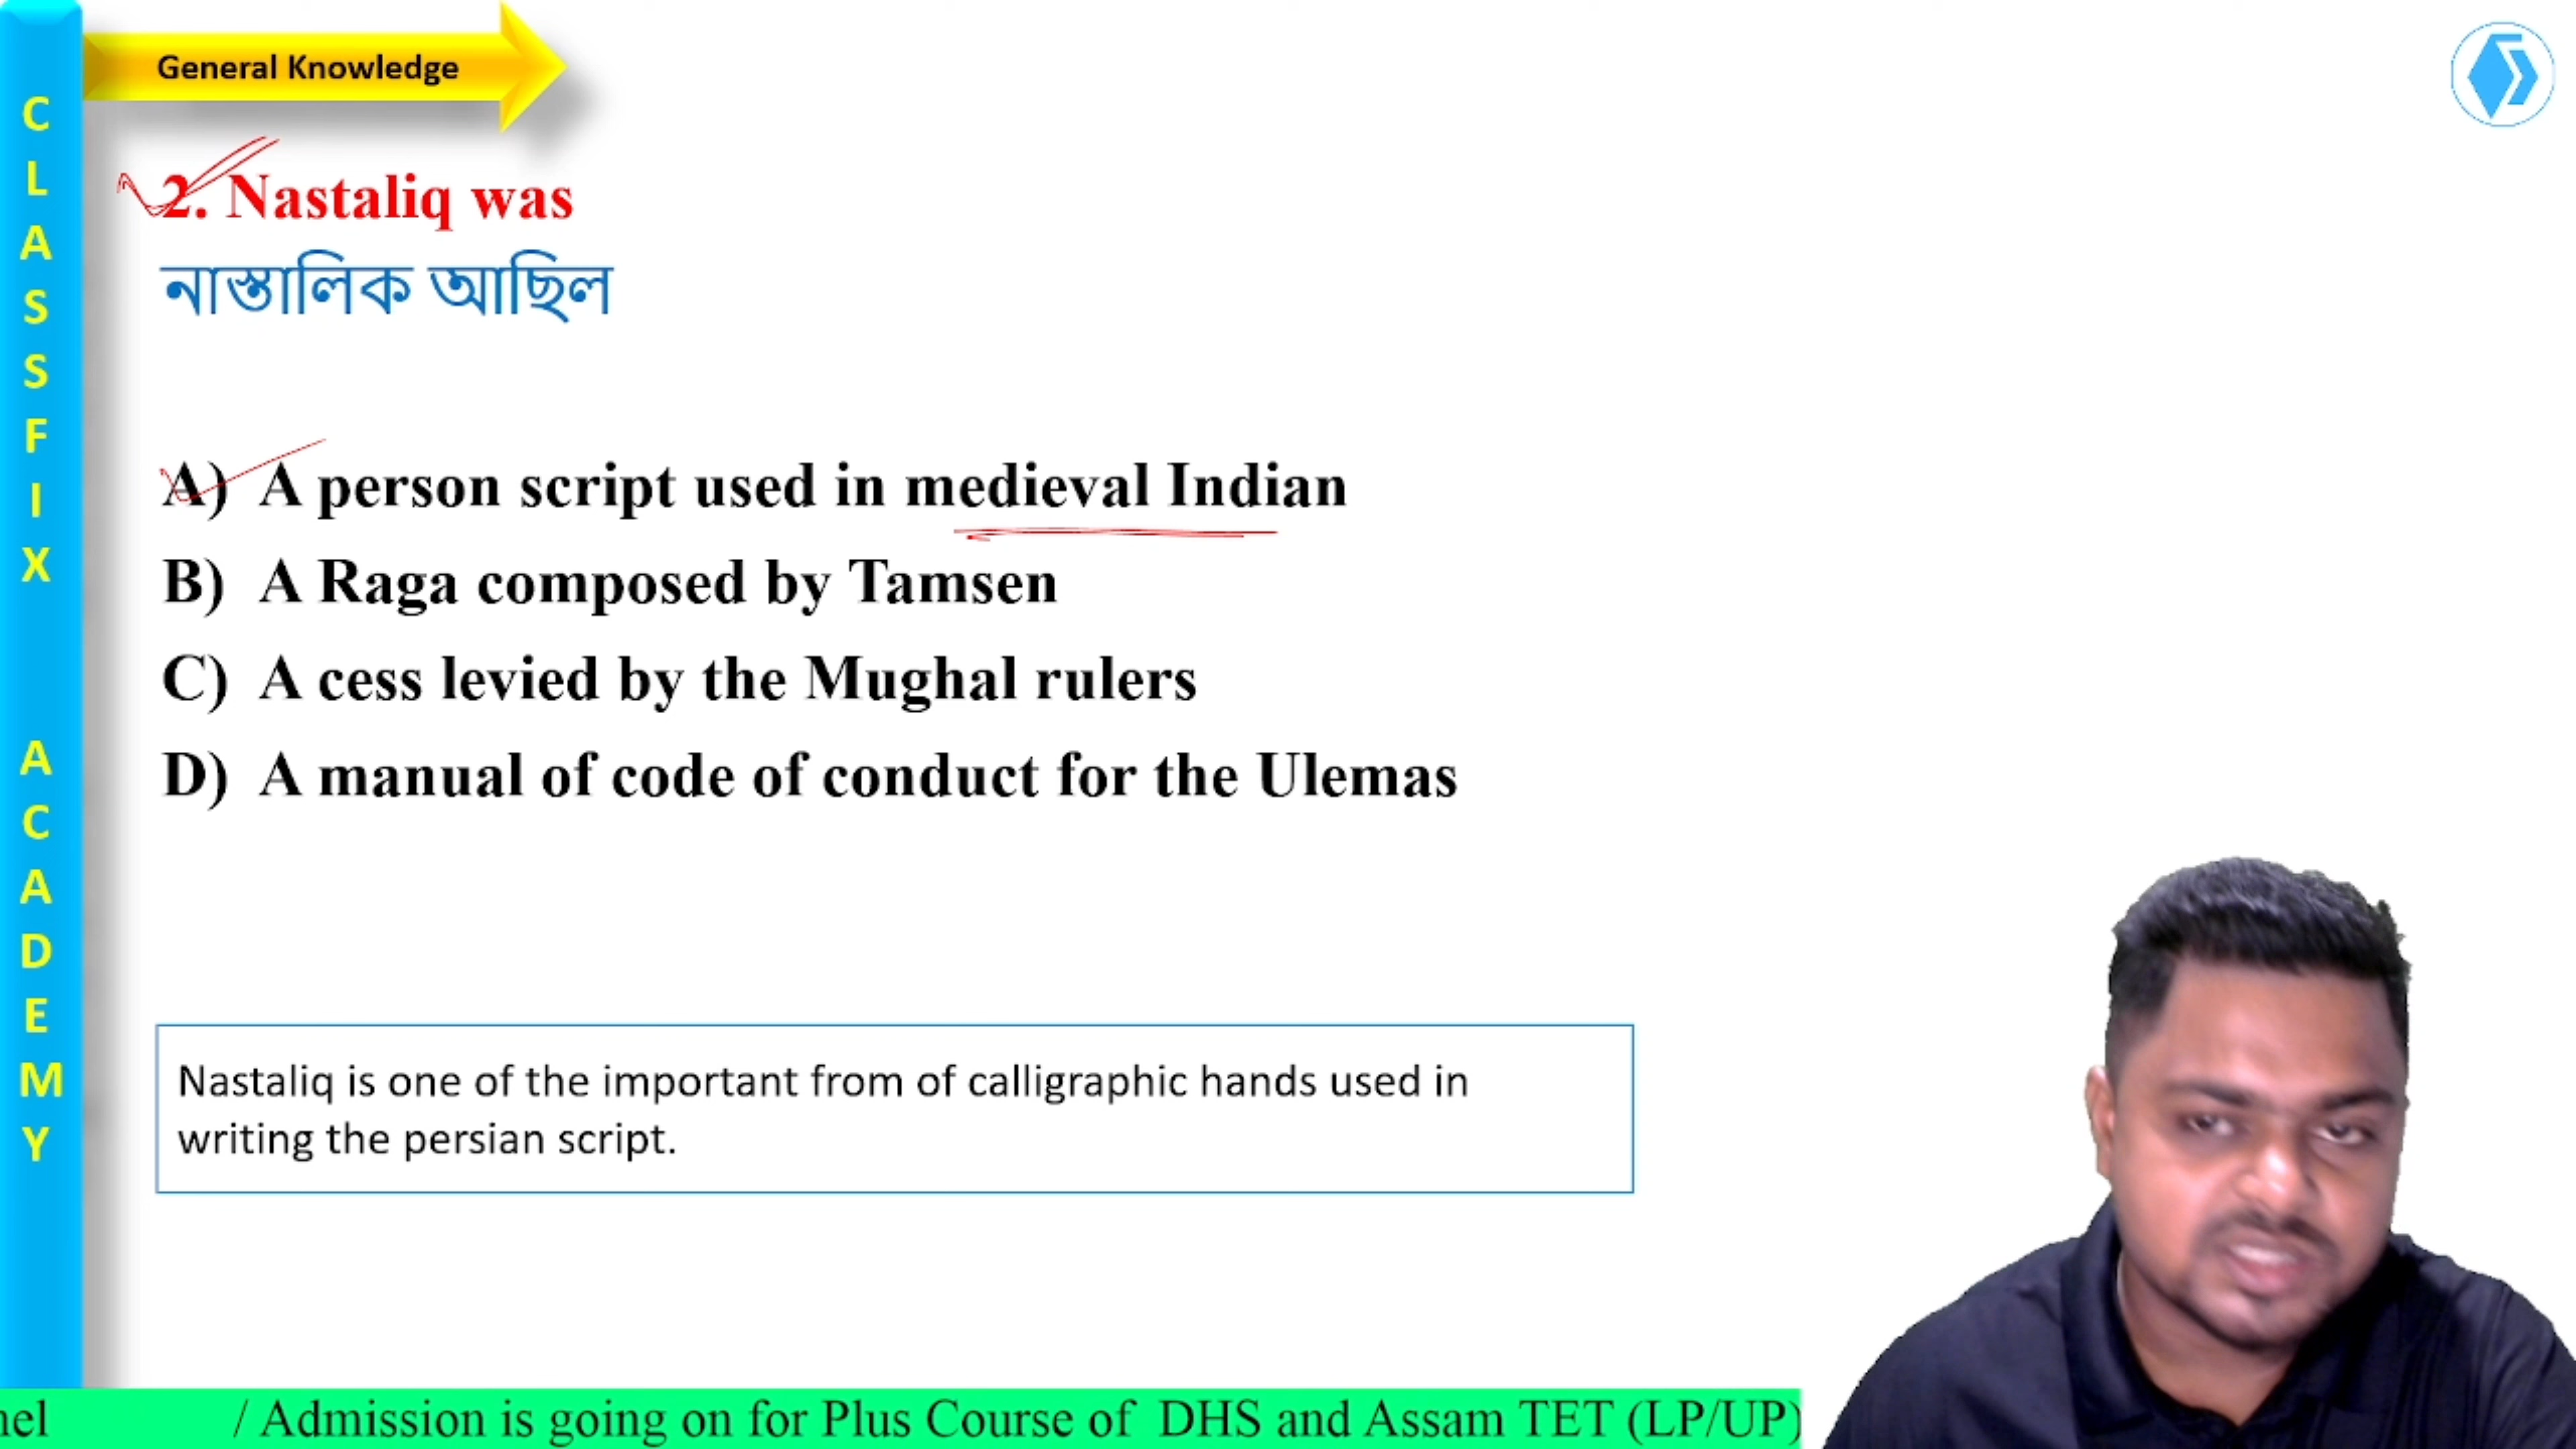 General Knowledge
CLASSFIX ACADEMY
2. Nastaliq was
নাস্তালিক আছিল
A) A person script used in medieval Indian
B) A Raga composed by Tamsen
C) A cess levied by the Mughal rulers
D) A manual of code of conduct for the Ulemas
Nastaliq is one of the important from of calligraphic hands used in
writing the persian script.
/ Admission is going on for Plus Course of DHS and Assam TET (LP/UP)